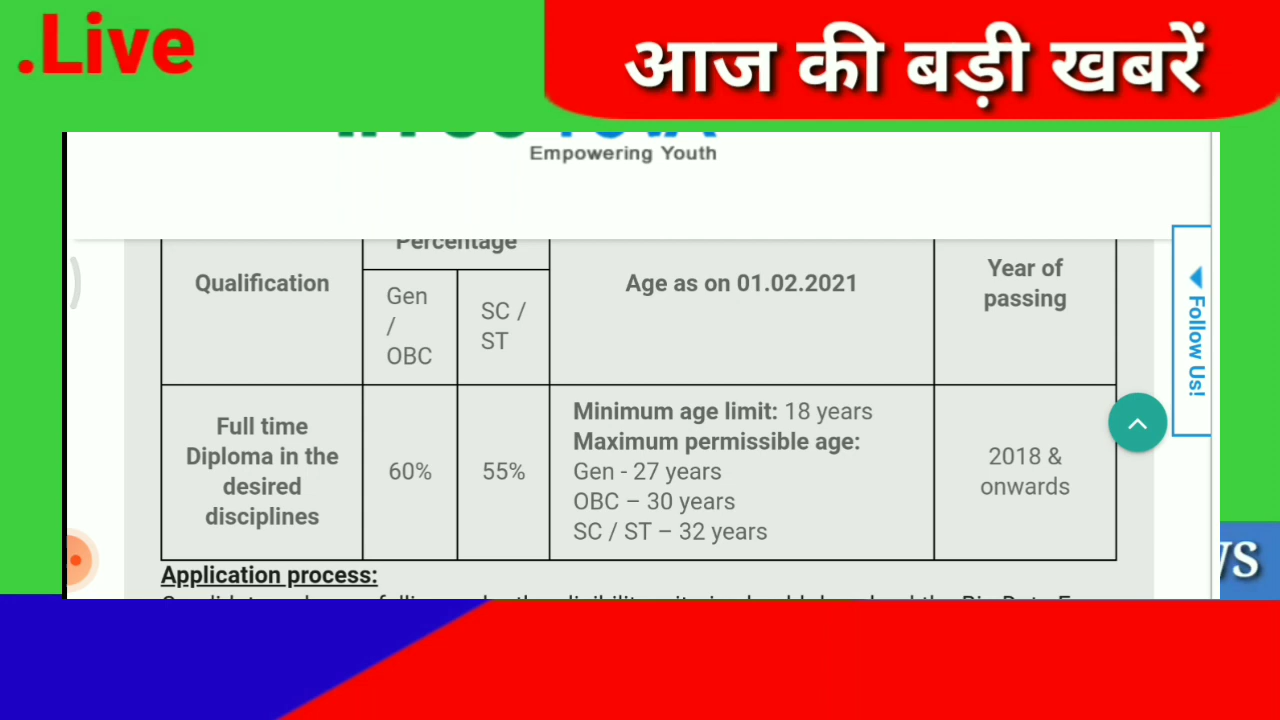 .Live
आज की बड़ी खबरें
Empowering Youth
Percentage
Qualification
Gen
/
OBC
SC /
ST
Age as on 01.02.2021
Year of
passing
Full time
Diploma in the
desired
disciplines
60%
55%
Minimum age limit: 18 years
Maximum permissible age:
Gen - 27 years
OBC – 30 years
SC / ST – 32 years
2018 &
onwards
Follow Us!
Application process: